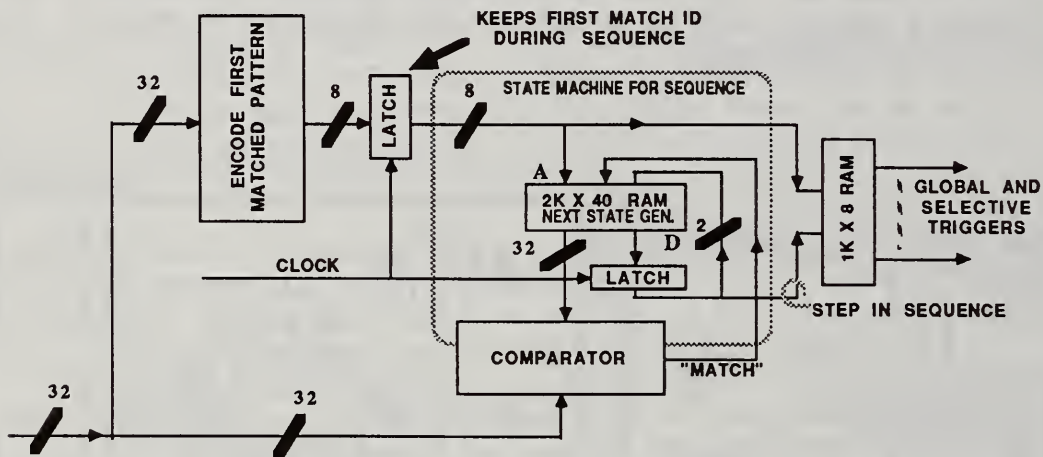 KEEPS FIRST MATCH ID
DURING SEQUENCE
32
ENCODE FIRST
MATCHED PATTERN
8
LATCH
8
STATE MACHINE FOR SEQUENCE
A
2K X 40 RAM
NEXT STATE GEN.
32
D
2
1K X 8 RAM
GLOBAL AND
SELECTIVE
TRIGGERS
CLOCK
LATCH
STEP IN SEQUENCE
COMPARATOR
"MATCH"
32
32